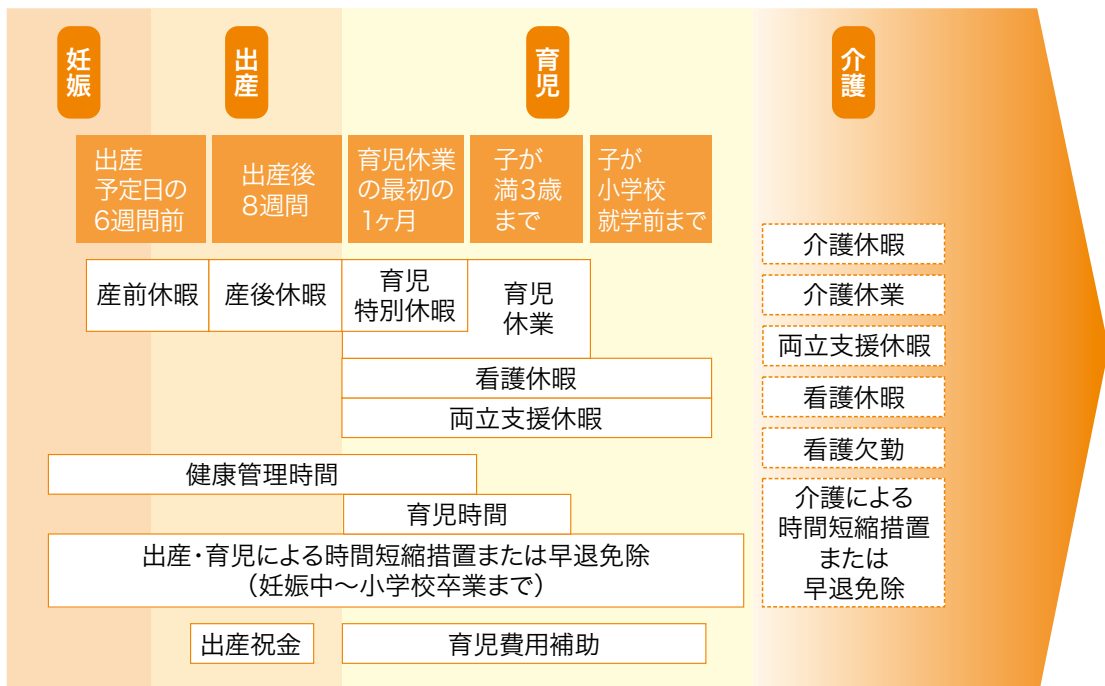 妊娠
出産
育児
介護
出産
予定日の
6週間前
出産後
8週間
育児休業
の最初の
1ヶ月
子が
満3歳
まで
子が
小学校
就学前まで
産前休暇
産後休暇
育児
特別休暇
育児
休業
看護休暇
両立支援休暇
健康管理時間
育児時間
出産・育児による時間短縮措置または早退免除
（妊娠中～小学校卒業まで）
出産祝金
育児費用補助
介護休暇
介護休業
両立支援休暇
看護休暇
看護欠勤
介護による
時間短縮措置
または
早退免除